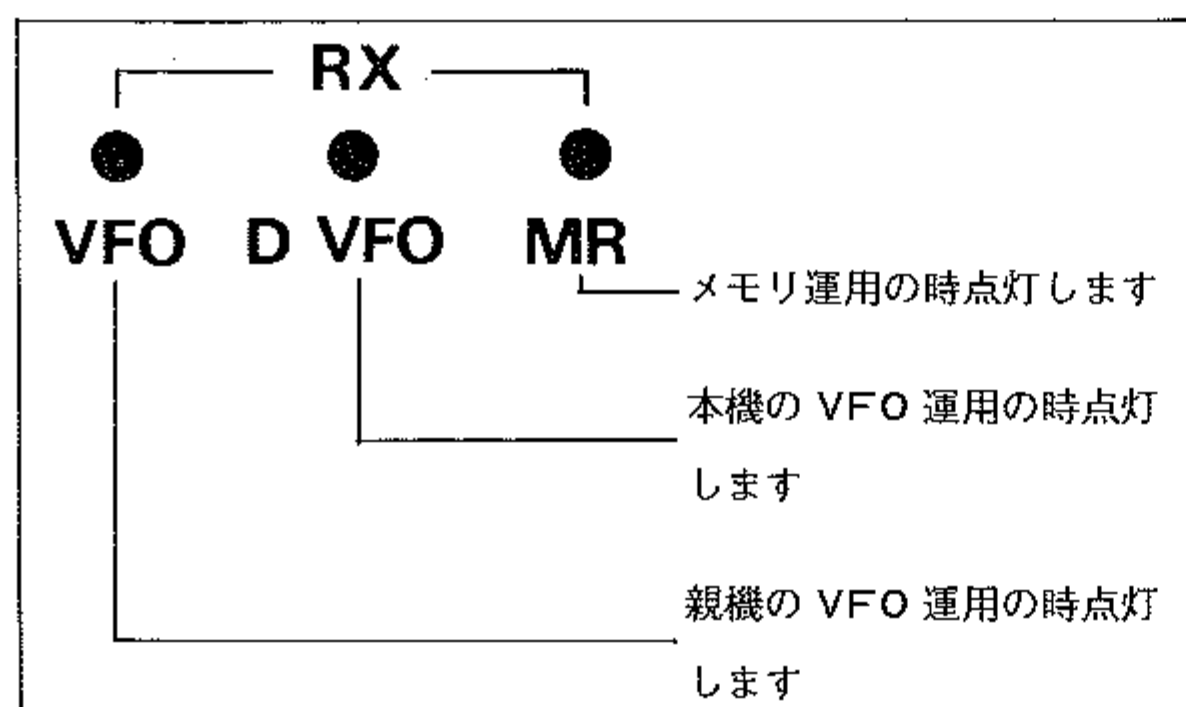 RX
VFO D VFO MR
メモリ運用の時点灯します
本機の VFO 運用の時点灯
します
親機の VFO 運用の時点灯
します